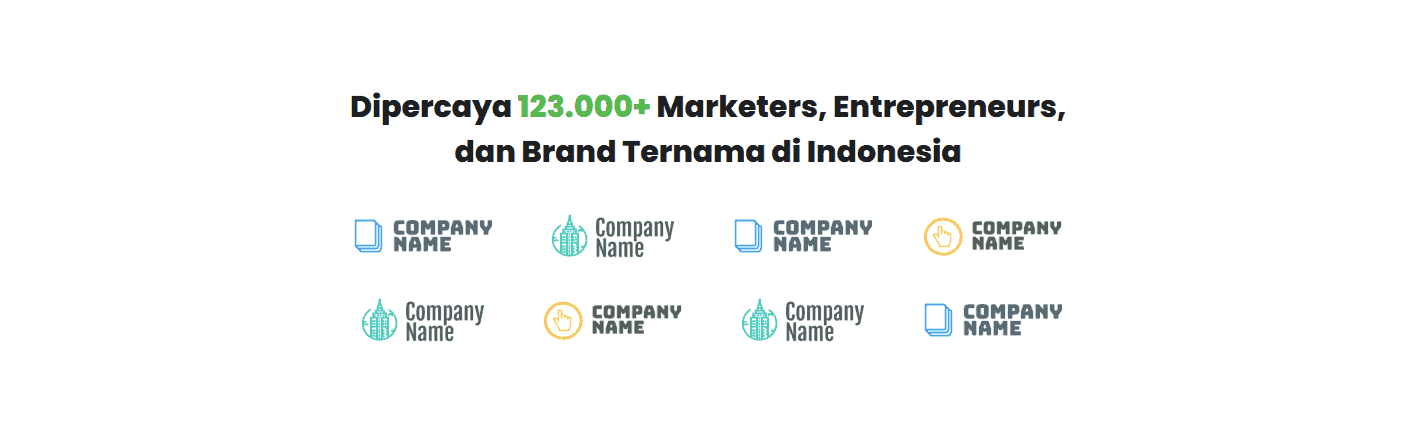 Dipercaya 123.000+ Marketers, Entrepreneurs,
dan Brand Ternama di Indonesia
COMPANY
NAME
Company
Name
COMPANY
NAME
COMPANY
NAME
Company
Name
COMPANY
NAME
Company
Name
COMPANY
NAME